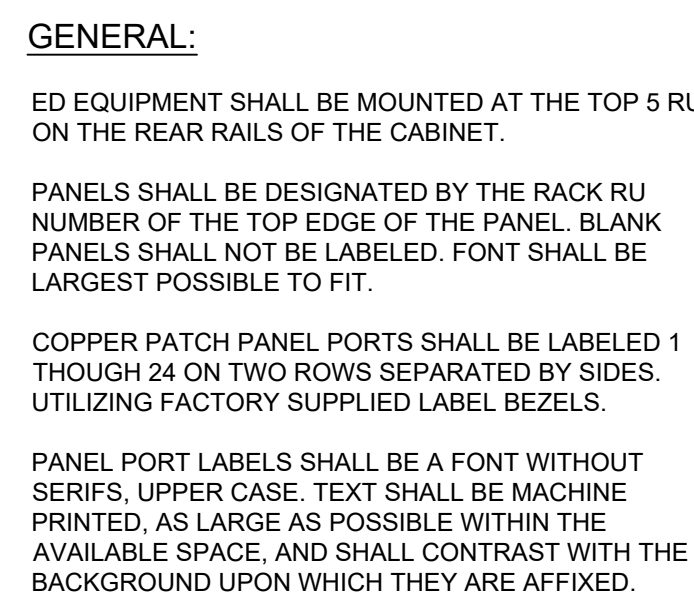 GENERAL:
ED EQUIPMENT SHALL BE MOUNTED AT THE TOP 5 RU
ON THE REAR RAILS OF THE CABINET.
PANELS SHALL BE DESIGNATED BY THE RACK RU
NUMBER OF THE TOP EDGE OF THE PANEL. BLANK
PANELS SHALL NOT BE LABELED. FONT SHALL BE
LARGEST POSSIBLE TO FIT.
COPPER PATCH PANEL PORTS SHALL BE LABELED 1
THOUGH 24 ON TWO ROWS SEPARATED BY SIDES.
UTILIZING FACTORY SUPPLIED LABEL BEZELS.
PANEL PORT LABELS SHALL BE A FONT WITHOUT
SERIFS, UPPER CASE. TEXT SHALL BE MACHINE
PRINTED, AS LARGE AS POSSIBLE WITHIN THE
AVAILABLE SPACE, AND SHALL CONTRAST WITH THE
BACKGROUND UPON WHICH THEY ARE AFFIXED.